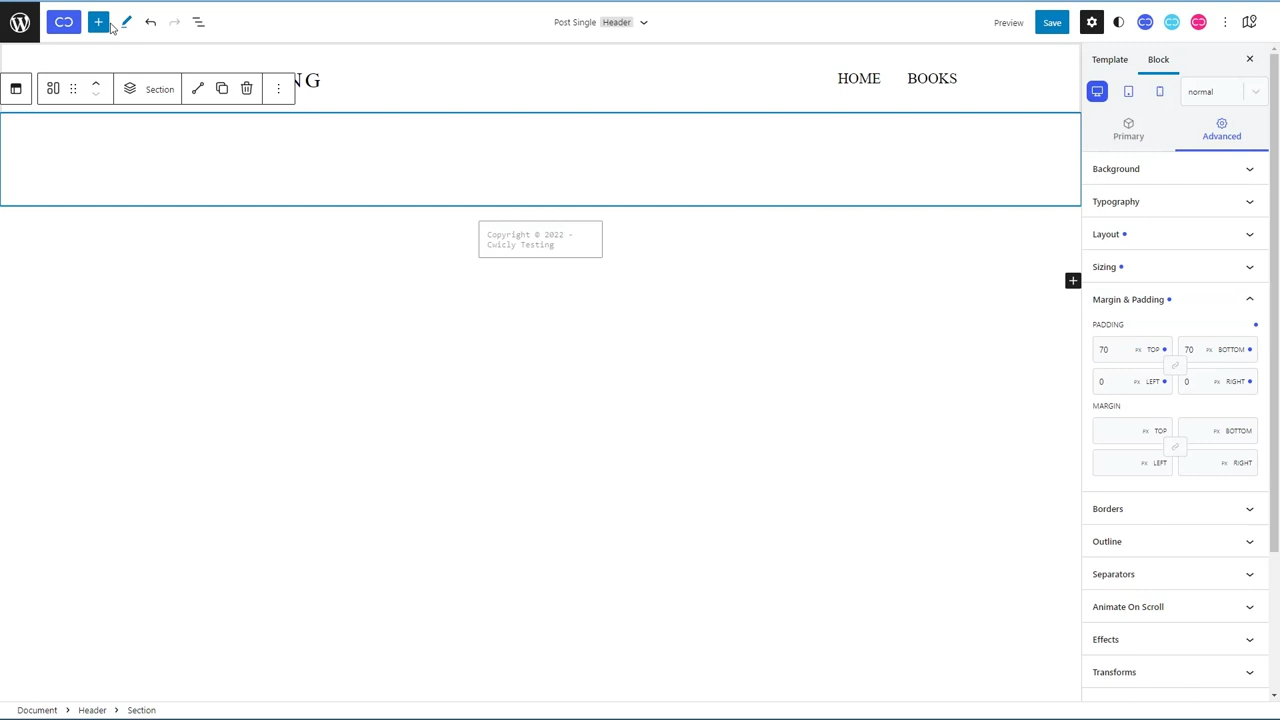 Post Single Header
Preview
Save
Section
NG
HOME
BOOKS
Copyright © 2022 -
Cwicly Testing
Template
Block
normal
Primary
Advanced
Background
Typography
Layout
Sizing
Margin & Padding
PADDING
70 PX TOP
70 PX BOTTOM
0 PX LEFT
0 PX RIGHT
MARGIN
PX TOP
PX BOTTOM
PX LEFT
PX RIGHT
Borders
Outline
Separators
Animate On Scroll
Effects
Transforms
Document > Header > Section